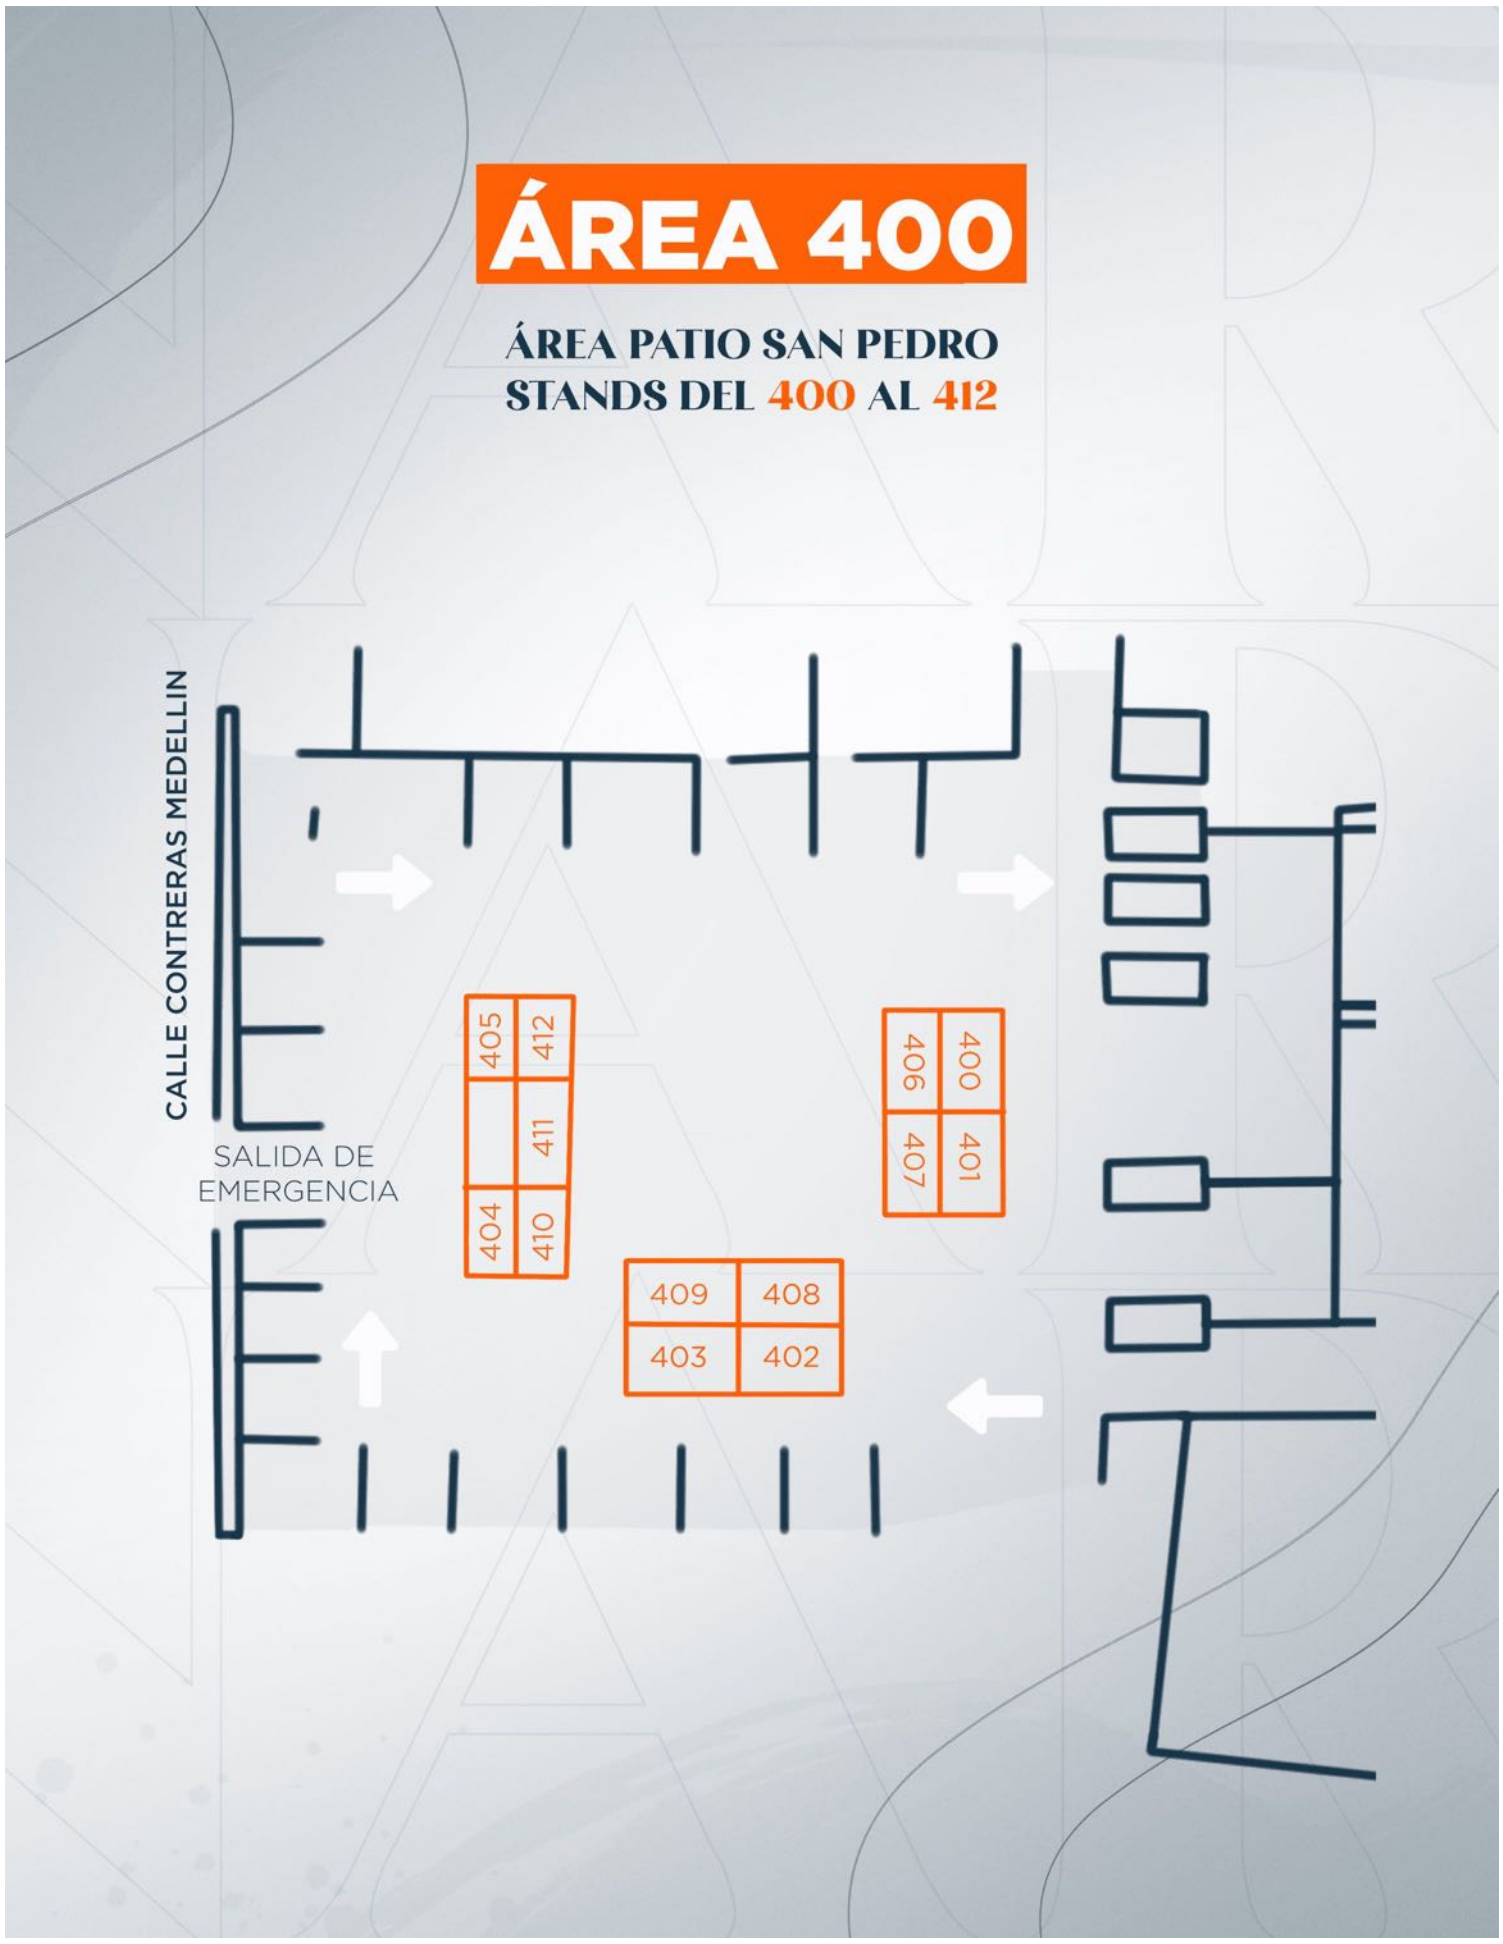 ÁREA 400
ÁREA PATIO SAN PEDRO
STANDS DEL 400 AL 412
CALLE CONTRERAS MEDELLIN
SALIDA DE
EMERGENCIA
405 412
411
404 410
406 400
407 401
409 408
403 402